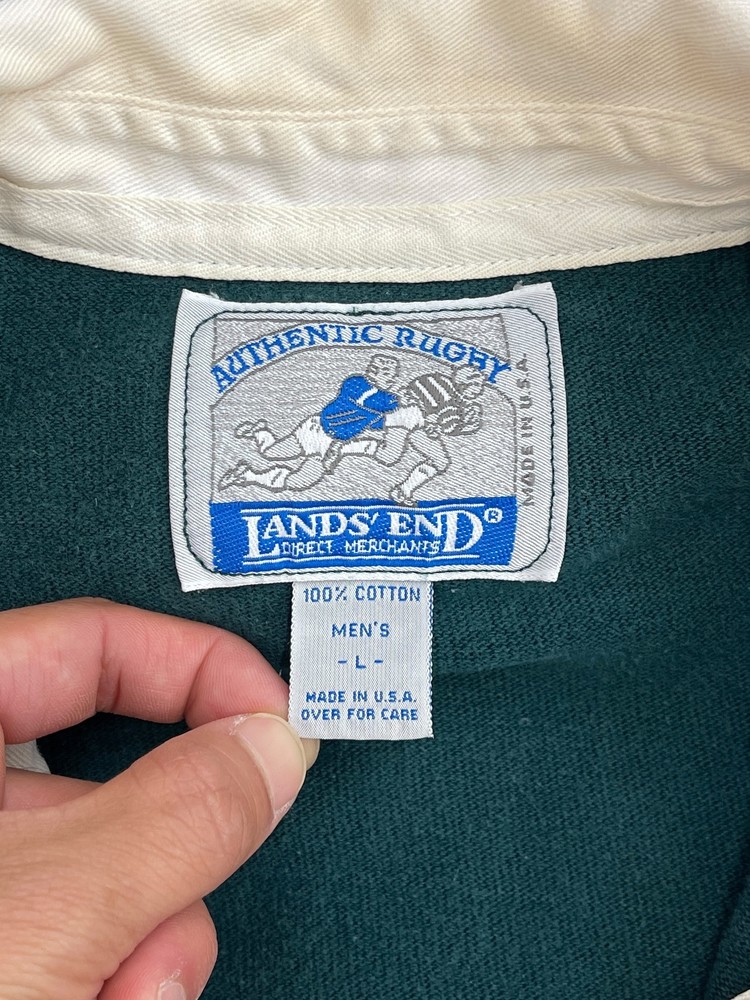 AUTHENTIC RUGBY
MADE IN U.S.A.
LANDS' END®
DIRECT MERCHANTS
100% COTTON
MEN'S
- L -
MADE IN U.S.A.
OVER FOR CARE